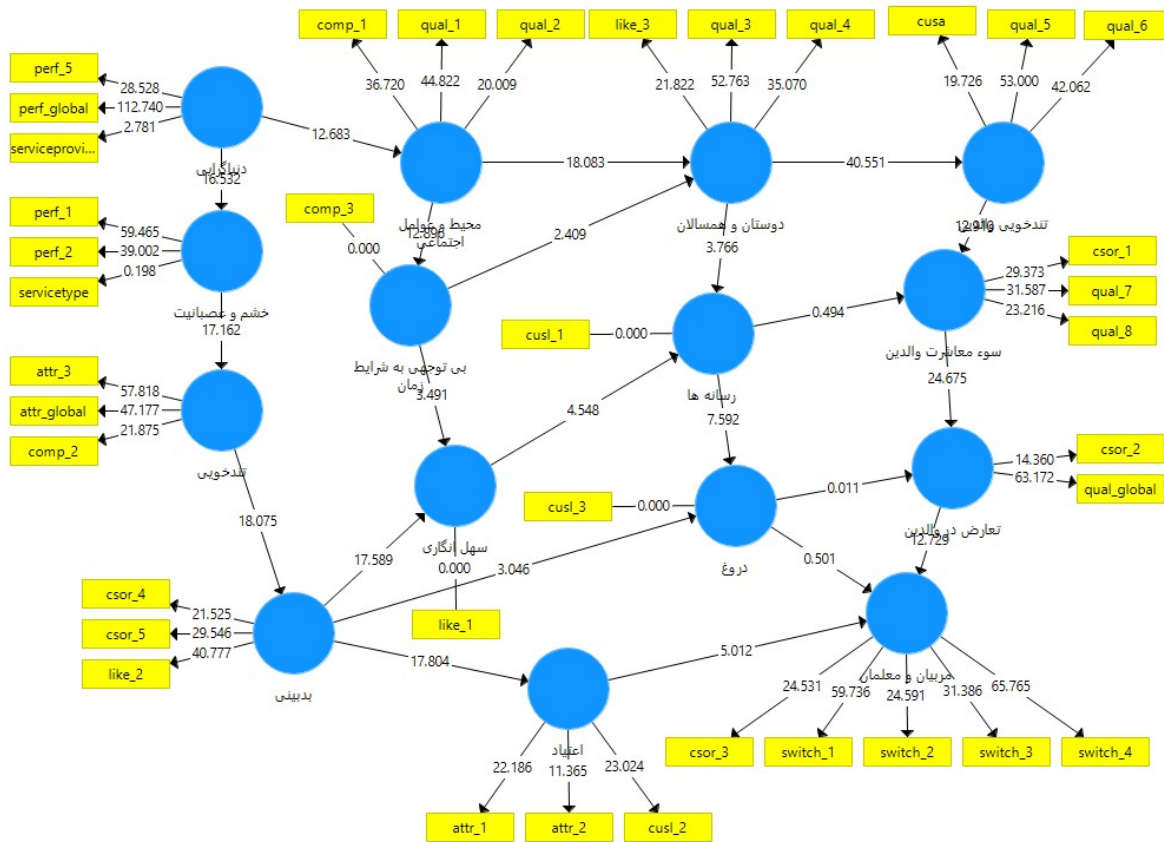 comp_1
qual_1
qual_2
like_3
qual_3
qual_4
cusa
qual_5
qual_6
perf_5
28.528
perf_global
112.740
serviceprovi...
2.781
36.720
44.822
20.009
21.822
52.763
35.070
19.726
53.000
42.062
12.683
18.083
40.551
دنیاگرایی
16.532
comp_3
0.000
محیط و عوامل
اجتماعی
12.896
دوستان و همسالان
2.409
3.766
تندخویی والدین
perf_1
59.465
perf_2
39.002
servicetype
0.198
خشم و عصبانیت
17.162
csor_1
29.373
qual_7
31.587
qual_8
23.216
cusl_1
0.000
0.494
بی توجهی به شرایط
زمان
3.491
رسانه ها
7.592
سوء معاشرت والدین
24.675
attr_3
57.818
attr_global
47.177
comp_2
21.875
4.548
تندخویی
18.075
csor_2
14.360
qual_global
63.172
cusl_3
0.000
0.011
سهل انگاری
0.000
17.589
3.046
دروغ
0.501
تعارض در والدین
12.729
csor_4
21.525
csor_5
29.546
like_2
40.777
like_1
بدبینی
17.804
5.012
مربیان و معلمان
24.531
59.736
24.591
31.386
65.765
اعتیاد
22.186
11.365
23.024
csor_3
switch_1
switch_2
switch_3
switch_4
attr_1
attr_2
cusl_2